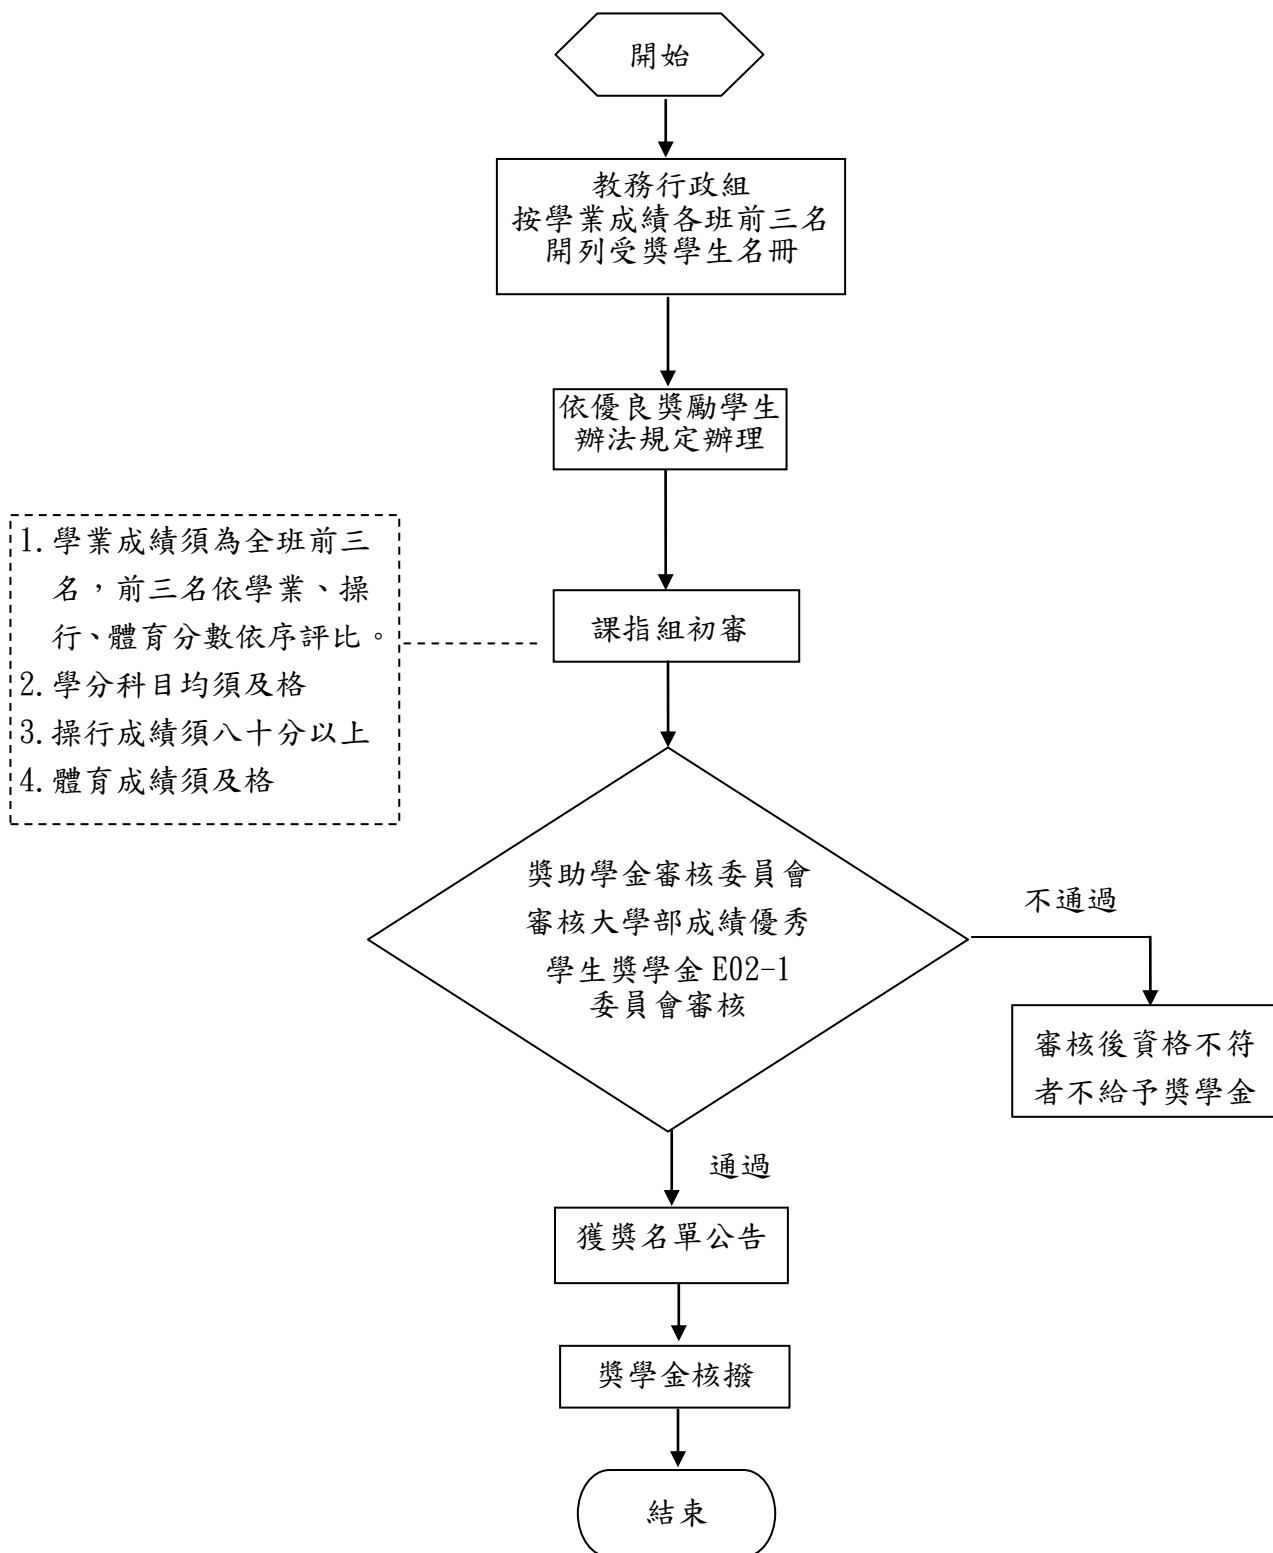 開始
教務行政組
按學業成績各班前三名
開列受獎學生名冊
依優良獎勵學生
辦法規定辦理
1.學業成績須為全班前三
名，前三名依學業、操
行、體育分數依序評比。
2.學分科目均須及格
3.操行成績須八十分以上
4.體育成績須及格
課指組初審
獎助學金審核委員會
審核大學部成績優秀
學生獎學金 E02-1
委員會審核
不通過
審核後資格不符
者不給予獎學金
通過
獲獎名單公告
獎學金核撥
結束